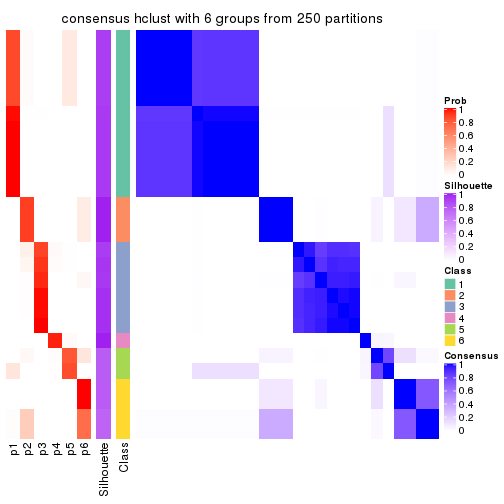 consensus hclust with 6 groups from 250 partitions
Prob
1
0.8
0.6
0.4
0.2
0
Silhouette
1
0.8
0.6
0.4
0.2
0
Class
1
2
3
4
5
6
Consensus
1
0.8
0.6
0.4
0.2
0
p1
p2
p3
p4
p5
p6
Silhouette
Class